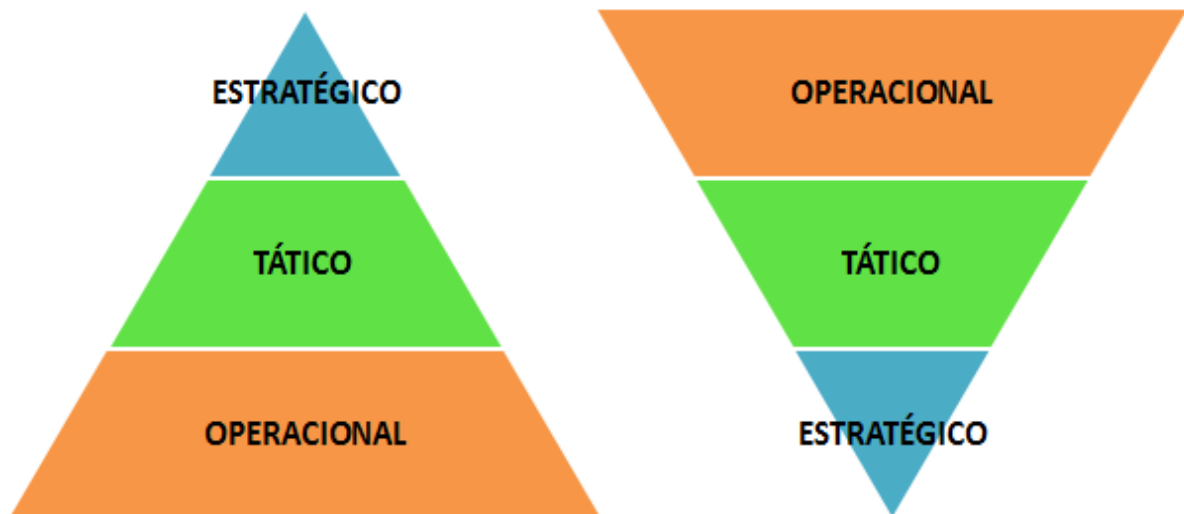 ESTRATÉGICO
TÁTICO
OPERACIONAL
OPERACIONAL
TÁTICO
ESTRATÉGICO